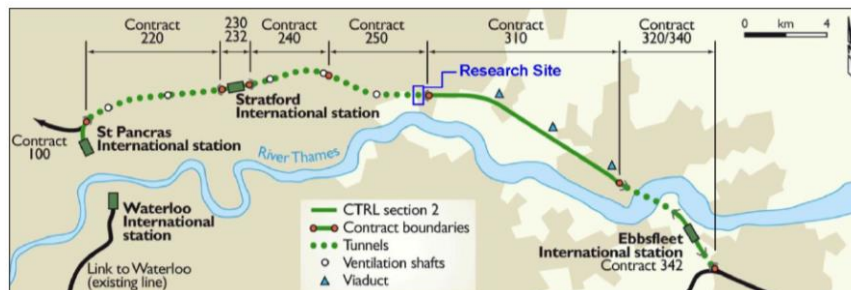 Contract
220
230
232
Contract
240
Contract
250
Contract
310
Contract
320/340
0 km 4
Research Site
Stratford
International station
St Pancras
International station
Contract
100
River Thames
Waterloo
International
station
Link to Waterloo
(existing line)
CTRL section 2
Contract boundaries
Tunnels
Ventilation shafts
Viaduct
Ebbsfleet
International station
Contract 342